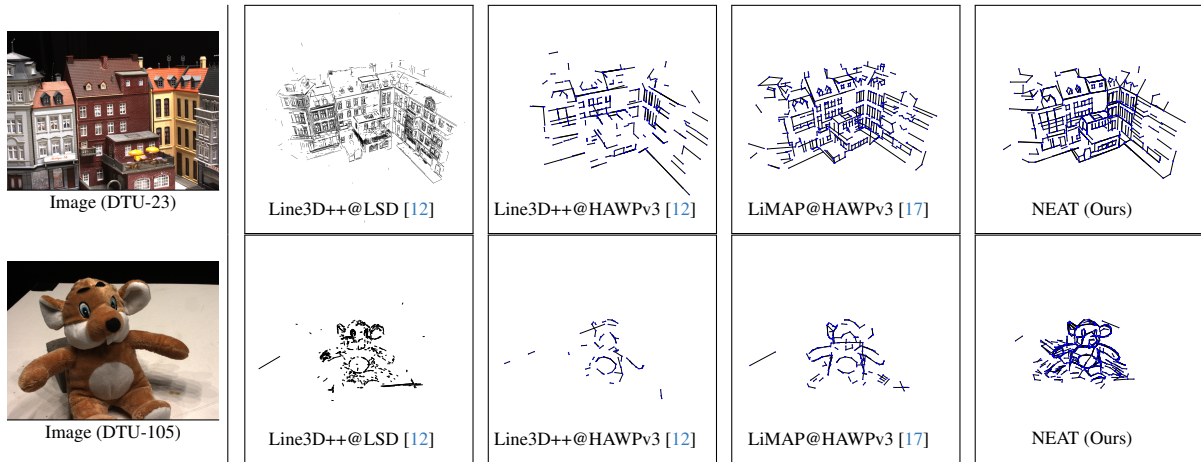 Image (DTU-23)
Line3D++@LSD [12]
Line3D++@HAWPv3 [12]
LiMAP@HAWPv3 [17]
NEAT (Ours)
Image (DTU-105)
Line3D++@LSD [12]
Line3D++@HAWPv3 [12]
LiMAP@HAWPv3 [17]
NEAT (Ours)